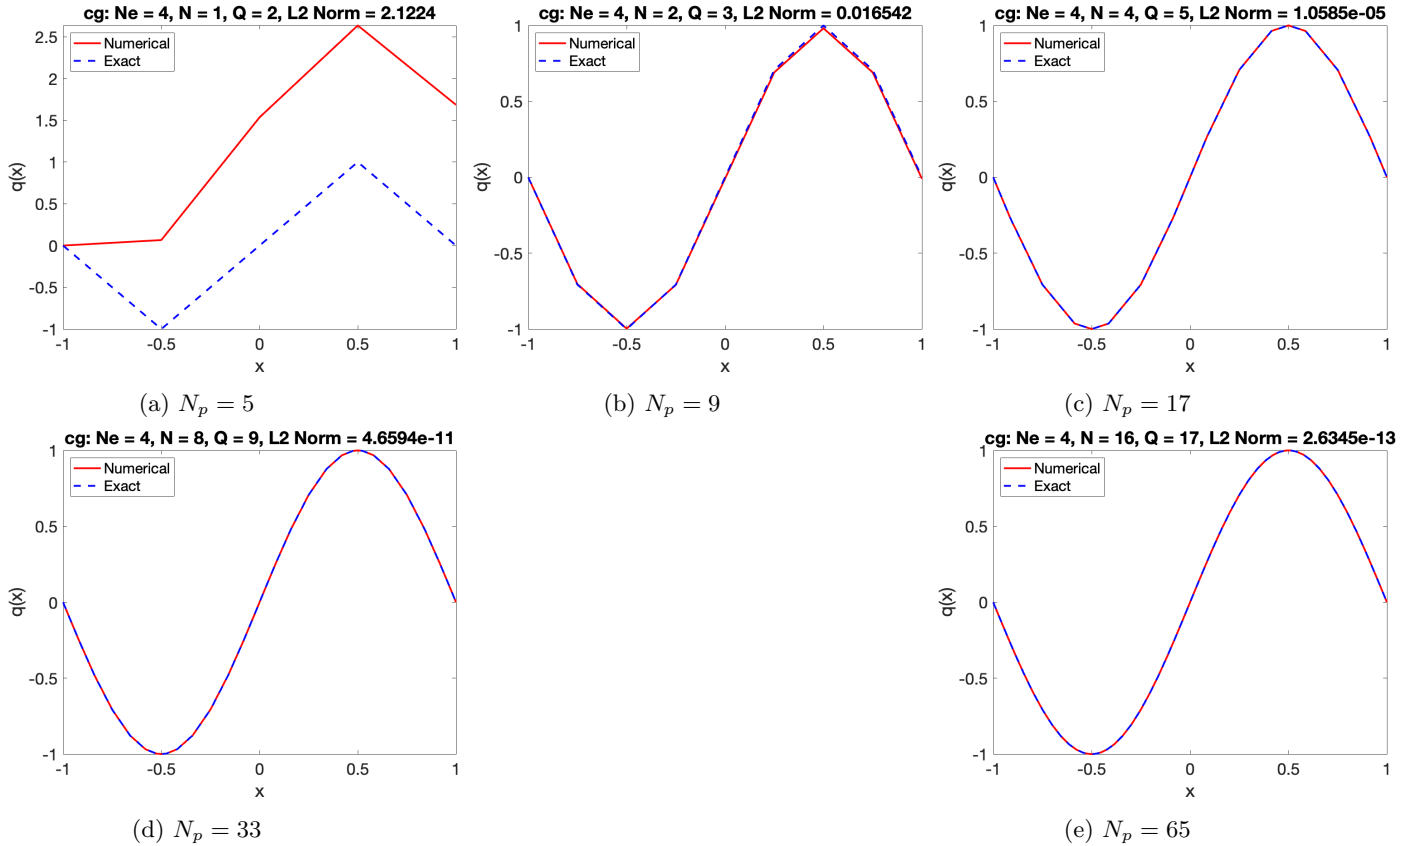 cg: Ne = 4, N = 1, Q = 2, L2 Norm = 2.1224
Numerical
Exact
2.5
2
1.5
1
0.5
0
-0.5
-1
q(x)
-1
-0.5
0
0.5
1
x
(a) N_p = 5
cg: Ne = 4, N = 2, Q = 3, L2 Norm = 0.016542
Numerical
Exact
1
0.5
0
-0.5
-1
q(x)
-1
-0.5
0
0.5
1
x
(b) N_p = 9
cg: Ne = 4, N = 4, Q = 5, L2 Norm = 1.0585e-05
Numerical
Exact
1
0.5
0
-0.5
-1
q(x)
-1
-0.5
0
0.5
1
x
(c) N_p = 17
cg: Ne = 4, N = 8, Q = 9, L2 Norm = 4.6594e-11
Numerical
Exact
1
0.5
0
-0.5
-1
q(x)
-1
-0.5
0
0.5
1
x
(d) N_p = 33
cg: Ne = 4, N = 16, Q = 17, L2 Norm = 2.6345e-13
Numerical
Exact
1
0.5
0
-0.5
-1
q(x)
-1
-0.5
0
0.5
1
x
(e) N_p = 65